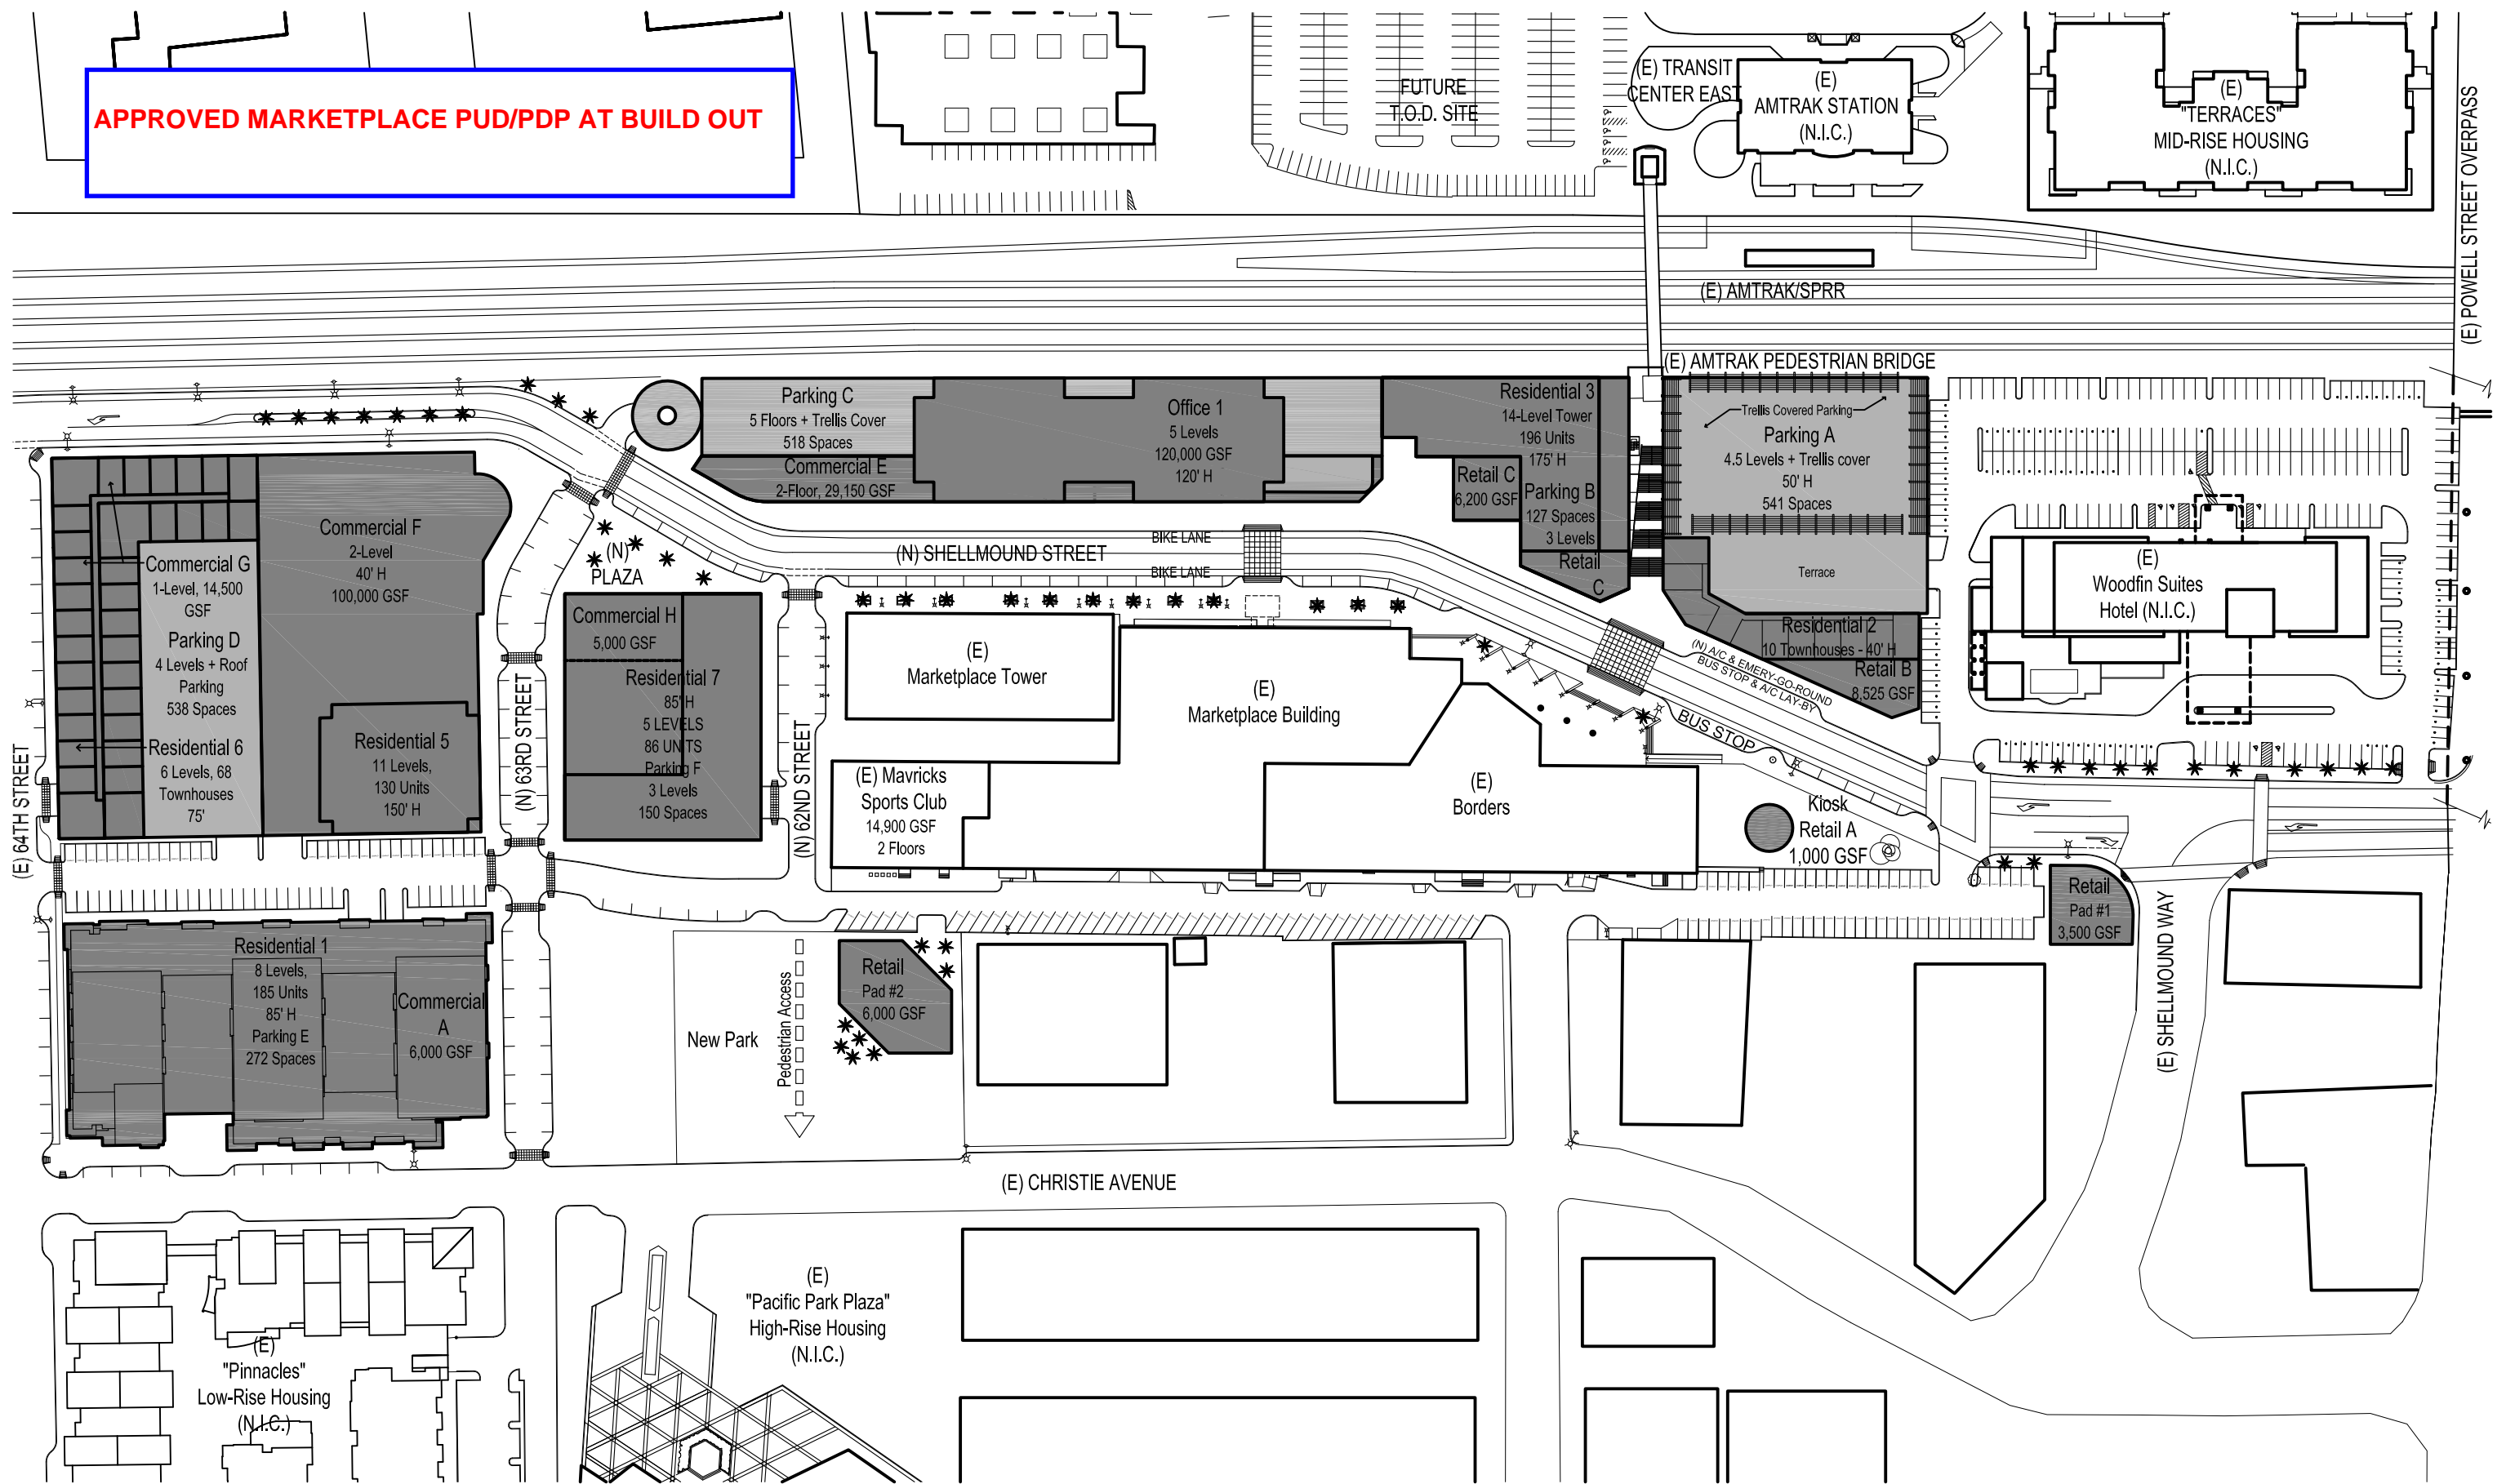 APPROVED MARKETPLACE PUD/PDP AT BUILD OUT
FUTURE
T.O.D. SITE
(E) TRANSIT
CENTER EAST
(E)
AMTRAK STATION
(N.I.C.)
(E)
"TERRACES"
MID-RISE HOUSING
(N.I.C.)
(E) POWELL STREET OVERPASS
(E) AMTRAK/SPRR
(E) AMTRAK PEDESTRIAN BRIDGE
Parking C
5 Floors + Trellis Cover
518 Spaces
Commercial E
2-Floor, 29,150 GSF
Office 1
5 Levels
120,000 GSF
120' H
Residential 3
14-Level Tower
196 Units
175' H
Retail C
6,200 GSF
Parking B
127 Spaces
3 Levels
Retail
C
Trellis Covered Parking
Parking A
4.5 Levels + Trellis cover
50' H
541 Spaces
Terrace
Residential 2
10 Townhouses - 40' H
Retail B
8,525 GSF
(E)
Woodfin Suites
Hotel (N.I.C.)
Commercial G
1-Level, 14,500
GSF
Parking D
4 Levels + Roof
Parking
538 Spaces
Residential 6
6 Levels, 68
Townhouses
75'
Commercial F
2-Level
40' H
100,000 GSF
Residential 5
11 Levels,
130 Units
150' H
(E) 64TH STREET
(N) 63RD STREET
(N)
PLAZA
Commercial H
5,000 GSF
Residential 7
85' H
5 LEVELS
86 UNITS
Parking F
3 Levels
150 Spaces
(N) 62ND STREET
(N) SHELLMOUND STREET
BIKE LANE
BIKE LANE
(E)
Marketplace Tower
(E)
Marketplace Building
(E) Mavricks
Sports Club
14,900 GSF
2 Floors
(E)
Borders
(N) A/C & EMERY-GO-ROUND
BUS STOP & A/C LAY-BY
BUS STOP
Kiosk
Retail A
1,000 GSF
Retail
Pad #1
3,500 GSF
(E) SHELLMOUND WAY
Residential 1
8 Levels,
185 Units
85' H
Parking E
272 Spaces
Commercial
A
6,000 GSF
New Park
Pedestrian Access
Retail
Pad #2
6,000 GSF
(E) CHRISTIE AVENUE
(E)
"Pinnacles"
Low-Rise Housing
(N.I.C.)
(E)
"Pacific Park Plaza"
High-Rise Housing
(N.I.C.)